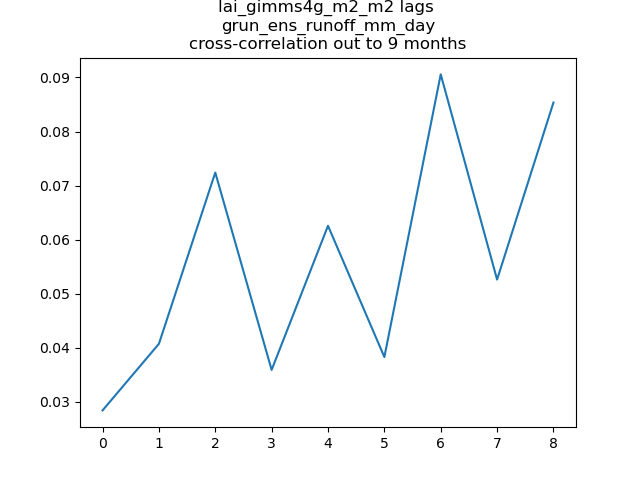 lai_gimms4g_m2_m2 lags
grun_ens_runoff_mm_day
cross-correlation out to 9 months
0.09
0.08
0.07
0.06
0.05
0.04
0.03
0 1 2 3 4 5 6 7 8